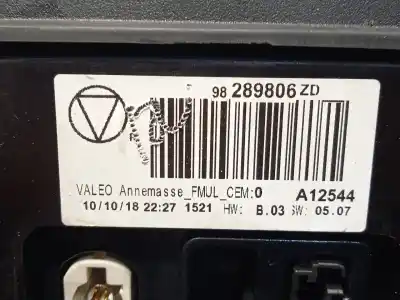 98 289806 ZD
VALEO Annemasse_FMUL_CEM:0 A12544
10/10/18 22:27 1521 HW: B.03 SW: 05.07